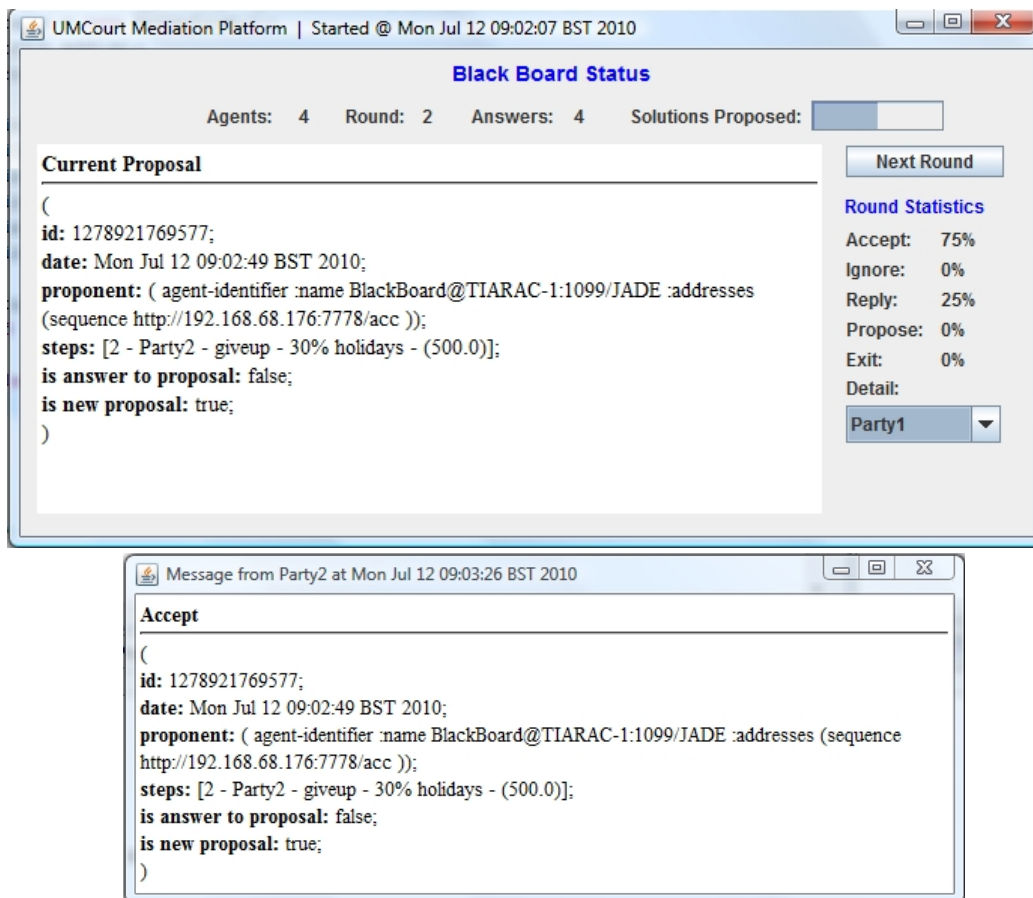 UMCourt Mediation Platform | Started @ Mon Jul 12 09:02:07 BST 2010
Black Board Status
Agents: 4 Round: 2 Answers: 4 Solutions Proposed:
Current Proposal
(
id: 1278921769577;
date: Mon Jul 12 09:02:49 BST 2010;
proponent: ( agent-identifier :name BlackBoard@TIARAC-1:1099/JADE :addresses
(sequence http://192.168.68.176:7778/acc ));
steps: [2 - Party2 - giveup - 30% holidays - (500.0)];
is answer to proposal: false;
is new proposal: true;
)
Next Round
Round Statistics
Accept: 75%
Ignore: 0%
Reply: 25%
Propose: 0%
Exit: 0%
Detail:
Party1
Message from Party2 at Mon Jul 12 09:03:26 BST 2010
Accept
(
id: 1278921769577;
date: Mon Jul 12 09:02:49 BST 2010;
proponent: ( agent-identifier :name BlackBoard@TIARAC-1:1099/JADE :addresses (sequence
http://192.168.68.176:7778/acc ));
steps: [2 - Party2 - giveup - 30% holidays - (500.0)];
is answer to proposal: false;
is new proposal: true;
)